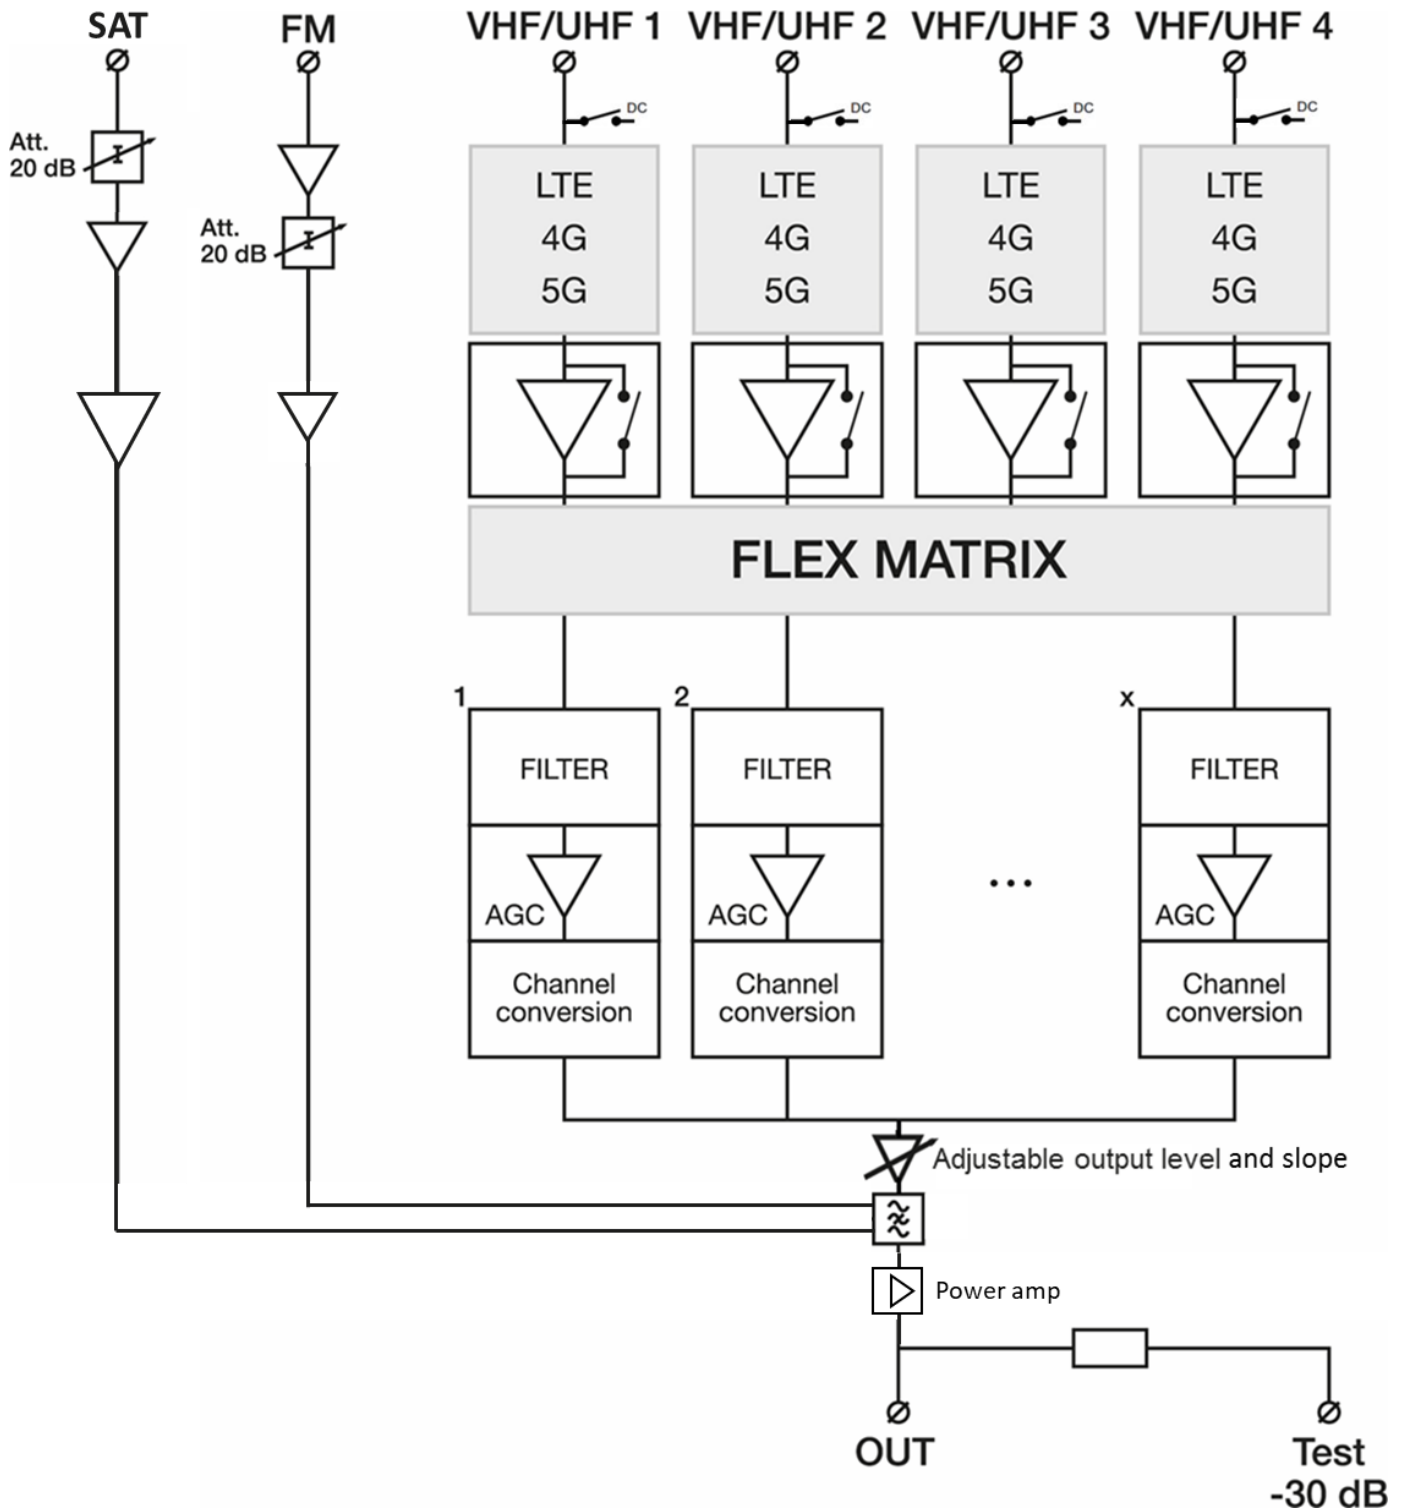 SAT
FM
VHF/UHF 1
VHF/UHF 2
VHF/UHF 3
VHF/UHF 4
DC
DC
DC
DC
Att.
20 dB
I
Att.
20 dB
I
LTE
4G
5G
LTE
4G
5G
LTE
4G
5G
LTE
4G
5G
FLEX MATRIX
1
FILTER
AGC
Channel
conversion
2
FILTER
AGC
Channel
conversion
...
x
FILTER
AGC
Channel
conversion
Adjustable output level and slope
Power amp
OUT
Test
-30 dB